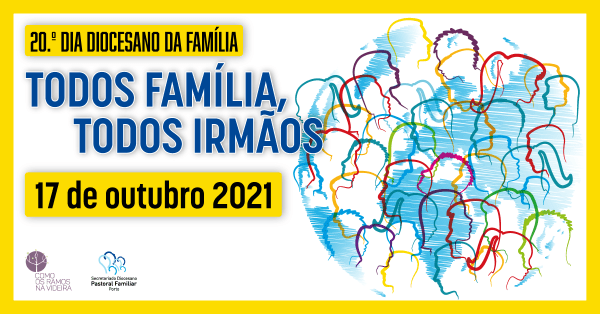 20.º DIA DIOCESANO DA FAMÍLIA
TODOS FAMÍLIA,
TODOS IRMÃOS
17 de outubro 2021
COMO
OS RAMOS
NA VIDEIRA
Secretariado Diocesano
Pastoral Familiar
Porto